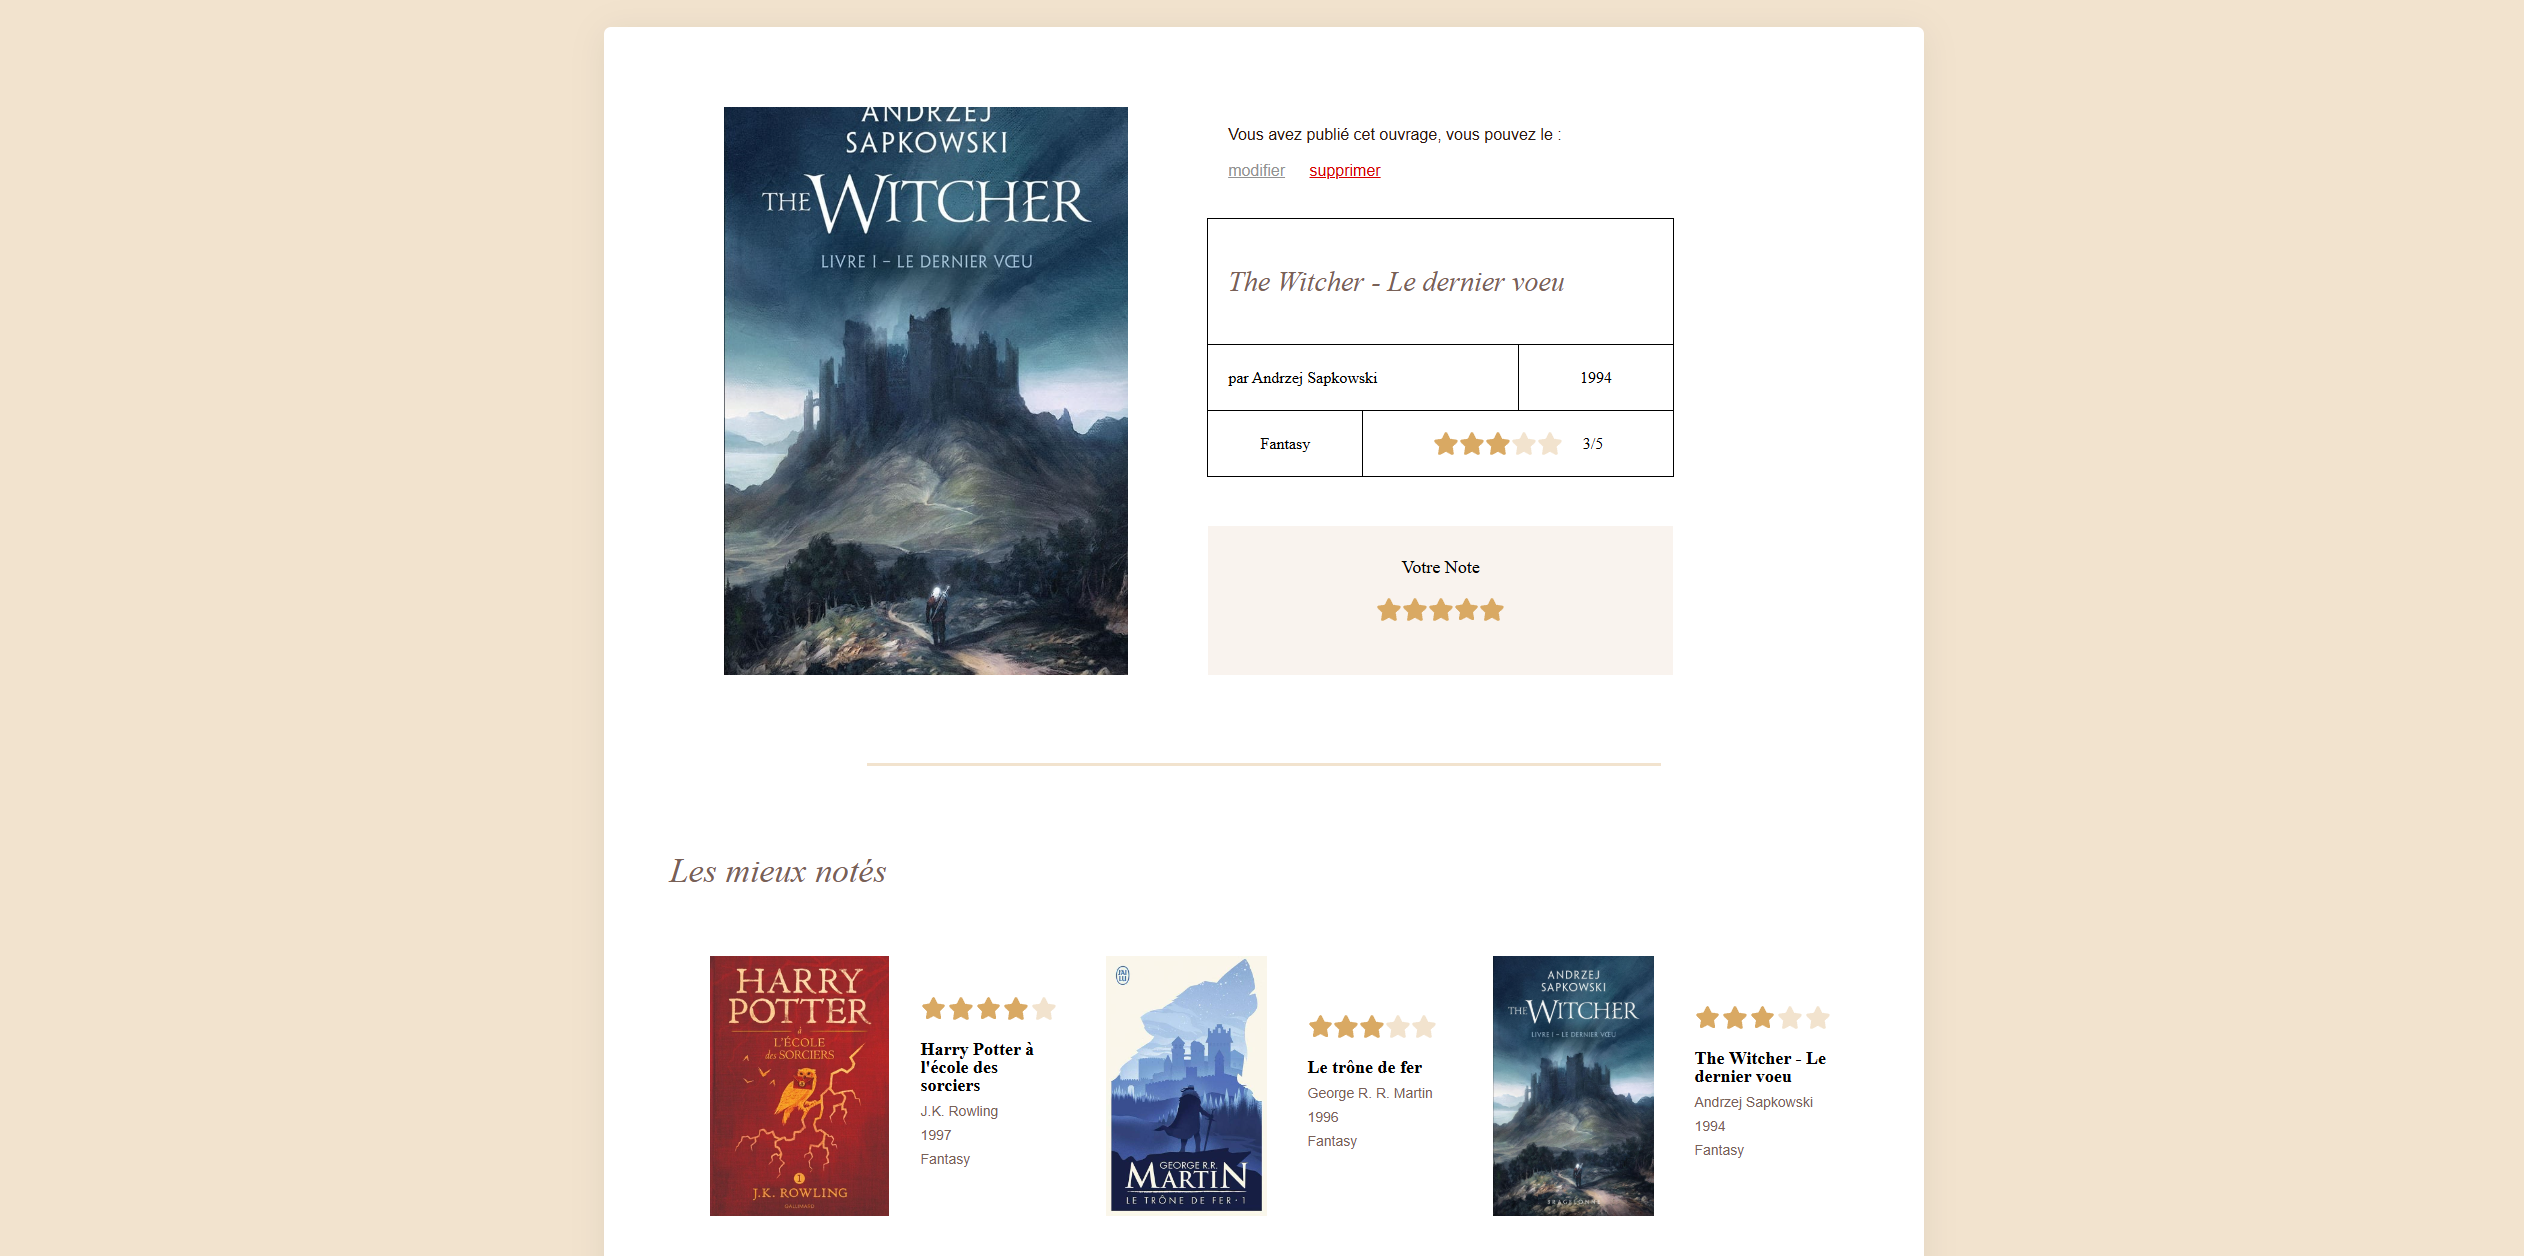 ANDRZEJ
SAPKOWSKI
THE WITCHER
LIVRE I – LE DERNIER VŒU
Vous avez publié cet ouvrage, vous pouvez le :
modifier supprimer
The Witcher - Le dernier voeu
par Andrzej Sapkowski
1994
Fantasy
3/5
Votre Note
Les mieux notés
HARRY
POTTER
à
L'ÉCOLE
des SORCIERS
1
J.K. ROWLING
GALLIMARD
Harry Potter à
l'école des
sorciers
J.K. Rowling
1997
Fantasy
J'AI
LU
GEORGE R.R.
MARTIN
LE TRÔNE DE FER • 1
Le trône de fer
George R. R. Martin
1996
Fantasy
ANDRZEJ
SAPKOWSKI
THE WITCHER
LIVRE I – LE DERNIER VŒU
BRAGELONNE
The Witcher - Le
dernier voeu
Andrzej Sapkowski
1994
Fantasy